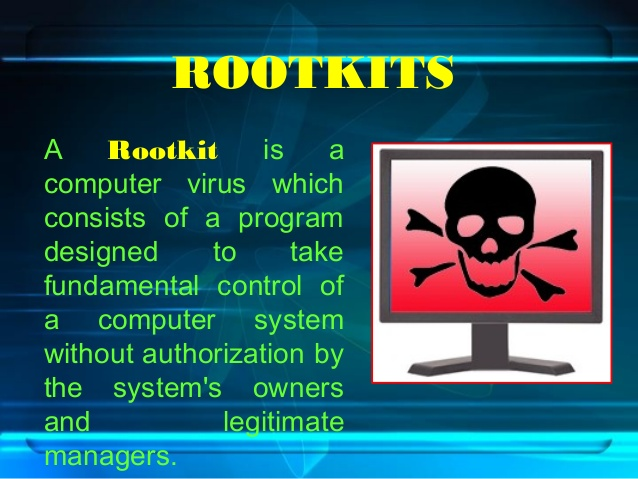 ROOTKITS
A Rootkit is a
computer virus which
consists of a program
designed to take
fundamental control of
a computer system
without authorization by
the system's owners
and legitimate
managers.